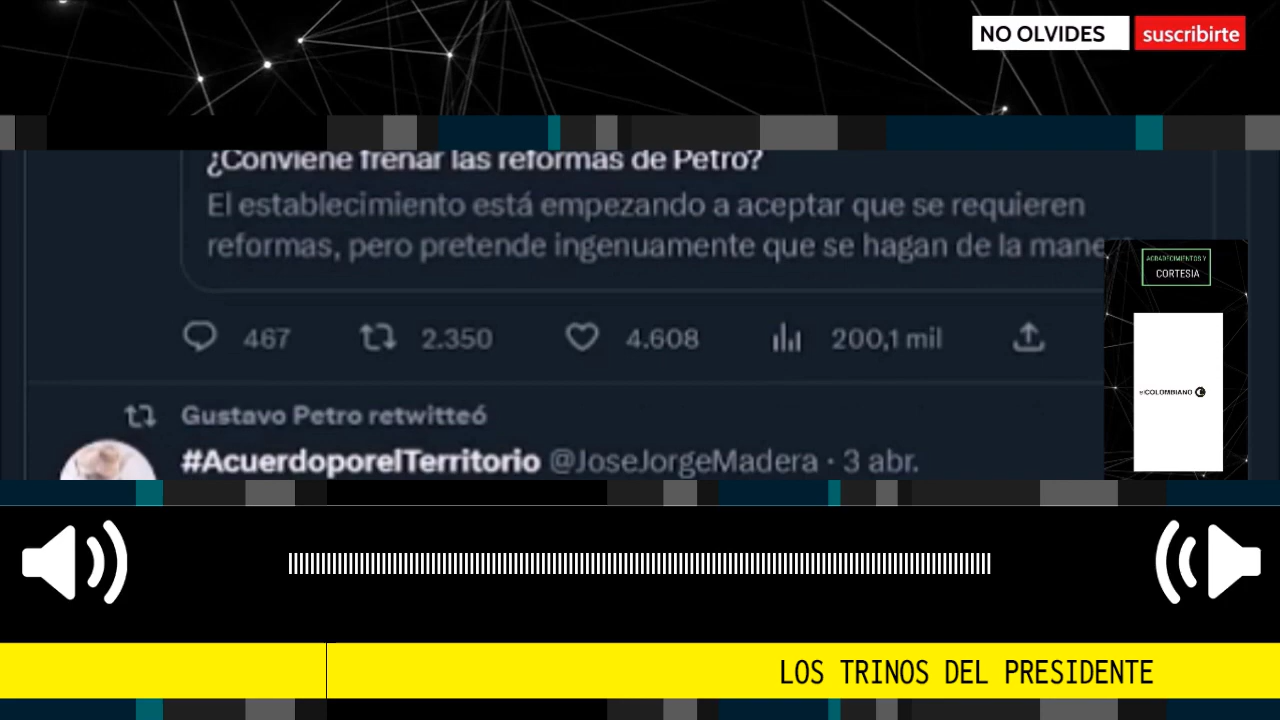 NO OLVIDES suscribirte
¿Conviene frenar las reformas de Petro?
El establecimiento está empezando a aceptar que se requieren
reformas, pero pretende ingenuamente que se hagan de la mane
AGRADECIMIENTOS Y
CORTESIA
elCOLOMBIANO
467 2.350 4.608 200,1 mil
Gustavo Petro retwitteó
#AcuerdoporelTerritorio @JoseJorgeMadera · 3 abr.
LOS TRINOS DEL PRESIDENTE